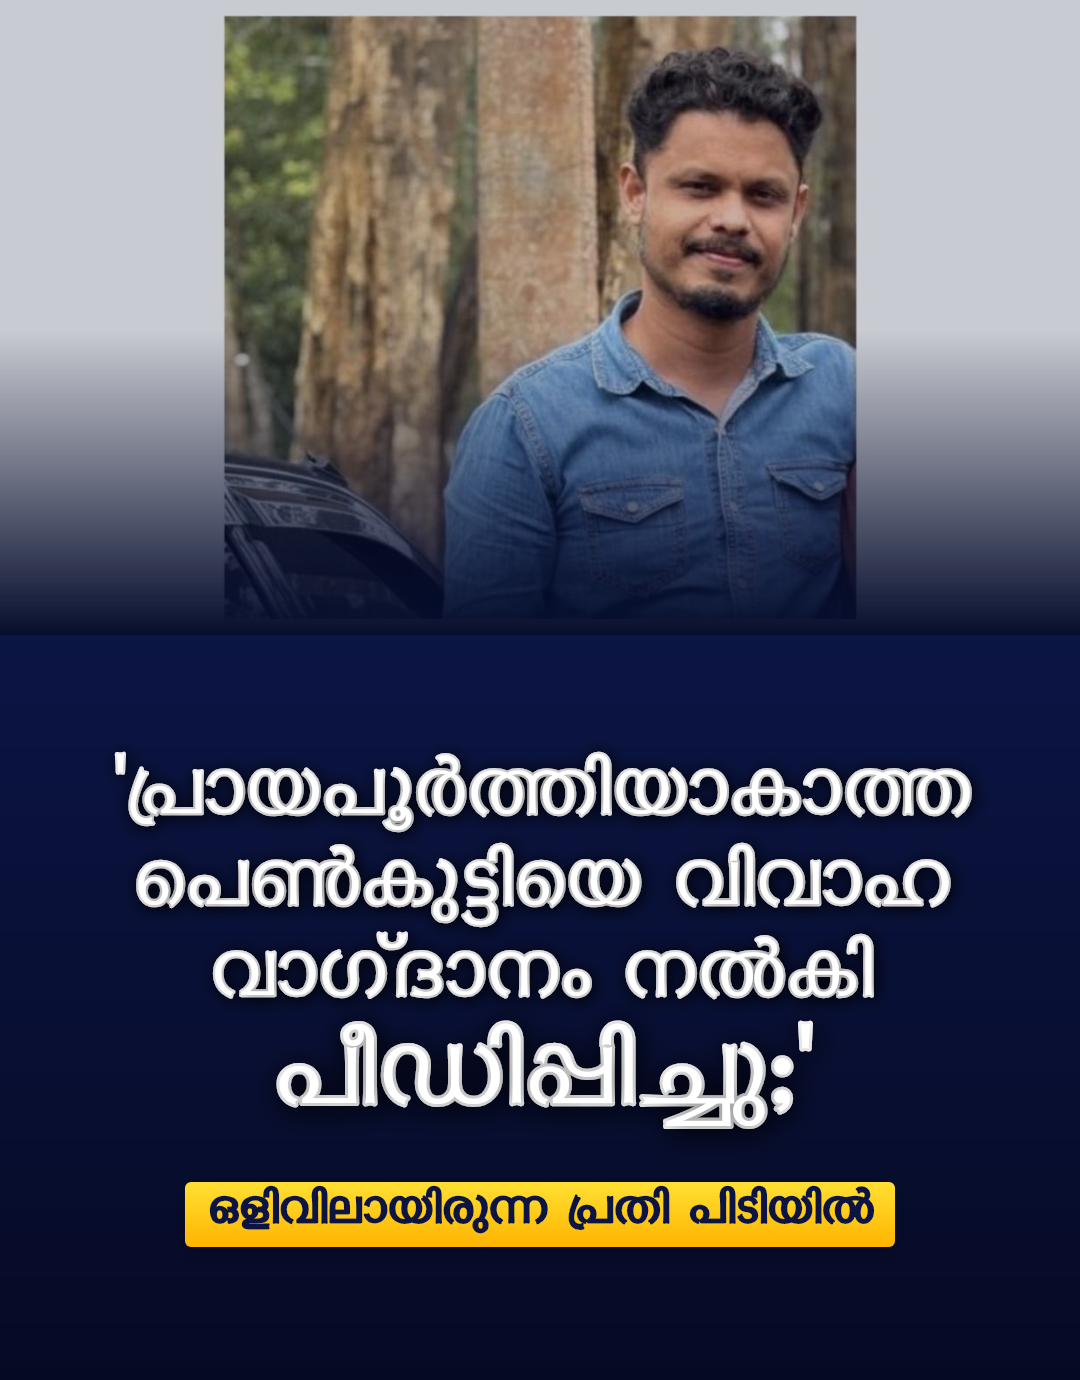 'പ്രായപൂർത്തിയാകാത്ത
പെൺകുട്ടിയെ വിവാഹ
വാഗ്ദാനം നൽകി
പീഡിപ്പിച്ചു;'
ഒളിവിലായിരുന്ന പ്രതി പിടിയിൽ